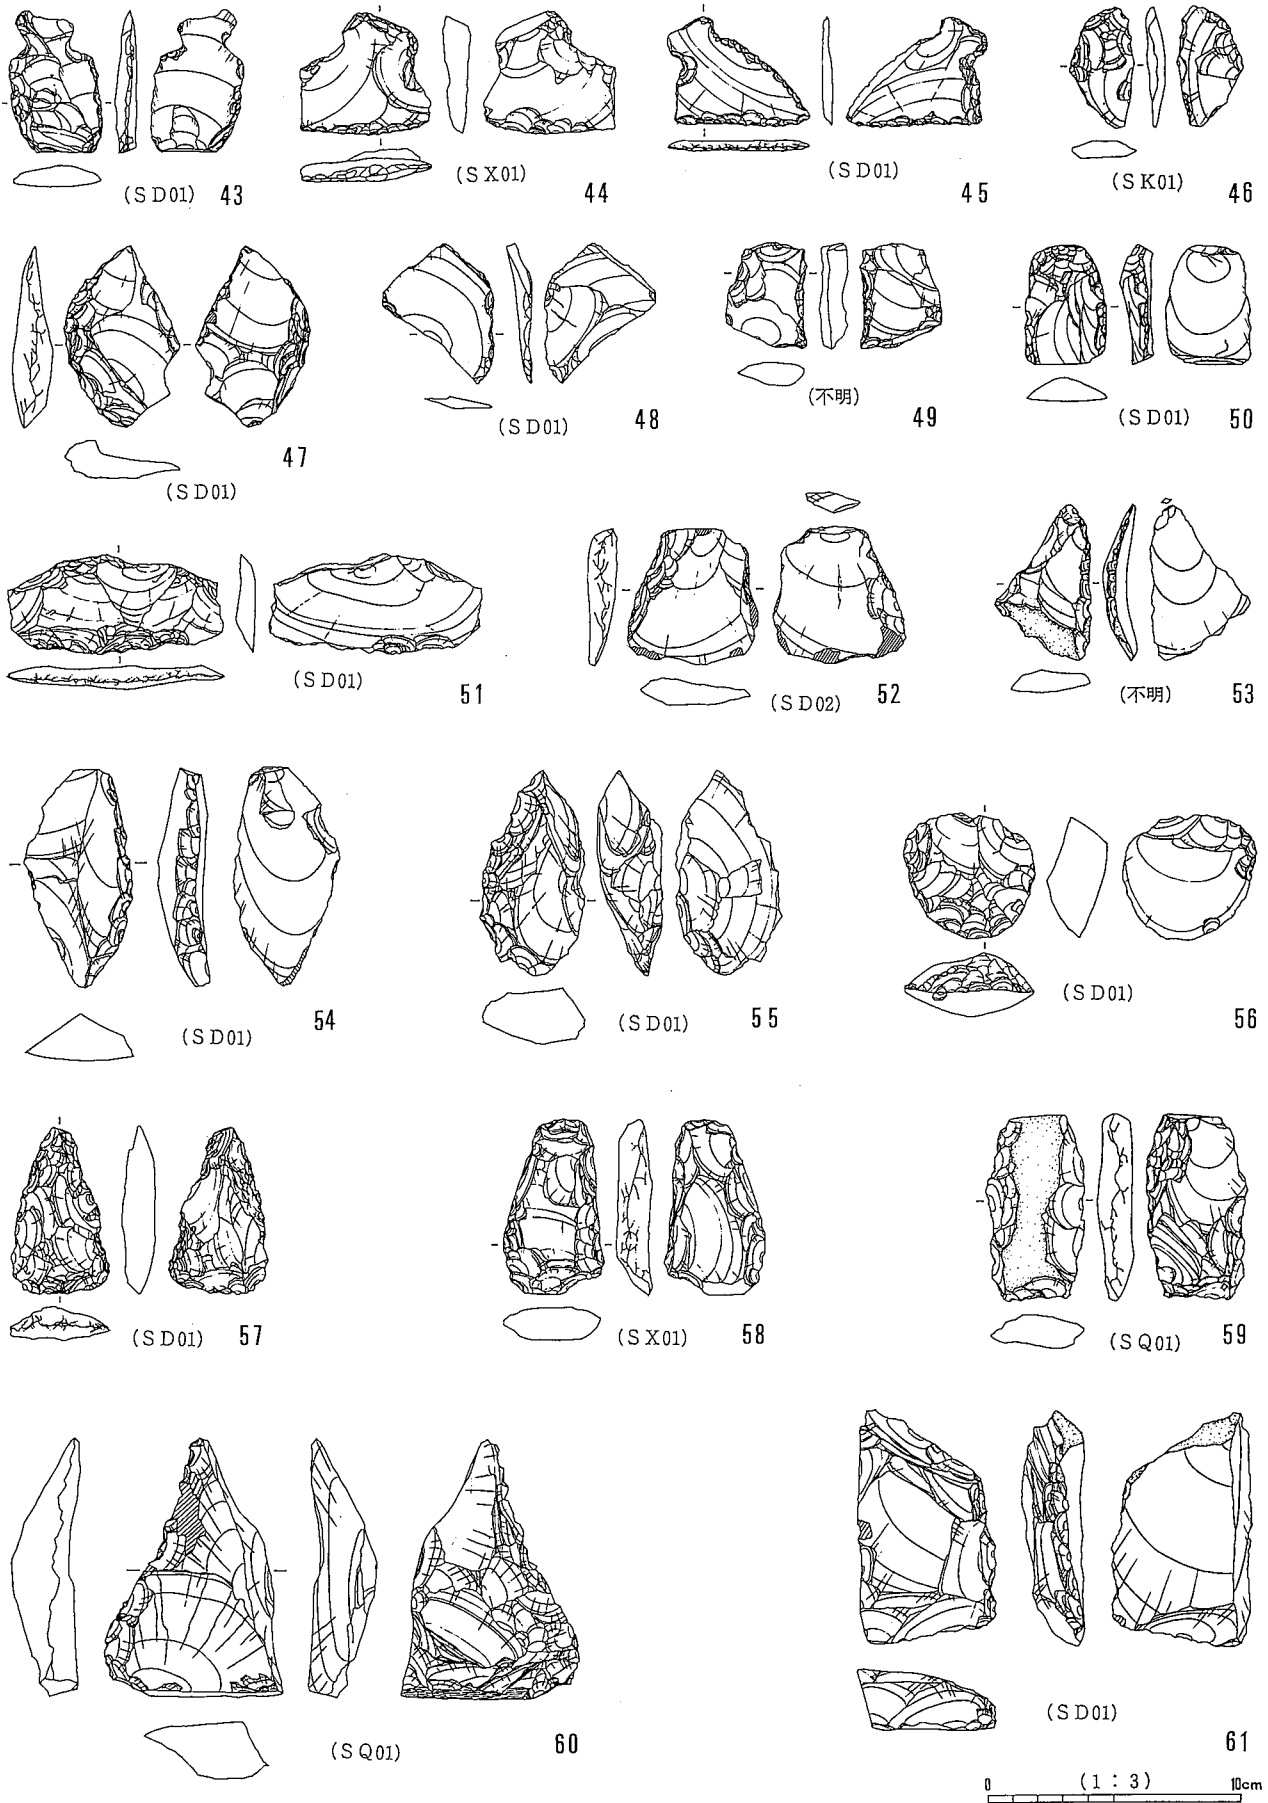 (SD01) 43
(SX01) 44
(SD01) 45
(SK01) 46
(SD01) 47
(SD01) 48
(不明) 49
(SD01) 50
(SD01) 51
(SD02) 52
(不明) 53
(SD01) 54
(SD01) 55
(SD01) 56
(SD01) 57
(SX01) 58
(SQ01) 59
(SQ01) 60
(SD01) 61
0 (1:3) 10cm